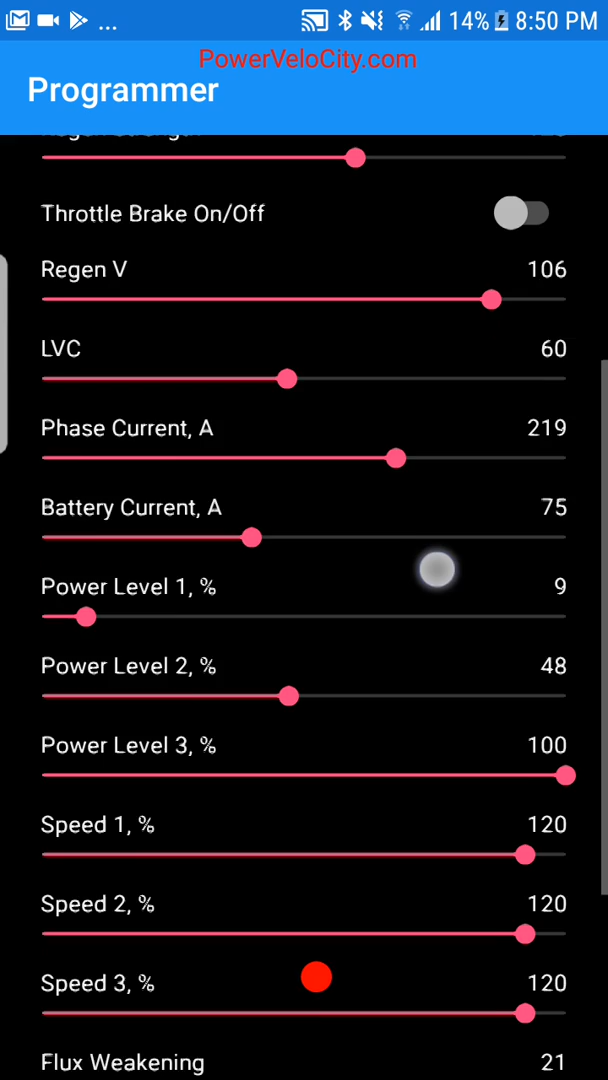 ... 14% 8:50 PM
PowerVeloCity.com
Programmer
Throttle Brake On/Off
Regen V 106
LVC 60
Phase Current, A 219
Battery Current, A 75
Power Level 1, % 9
Power Level 2, % 48
Power Level 3, % 100
Speed 1, % 120
Speed 2, % 120
Speed 3, % 120
Flux Weakening 21